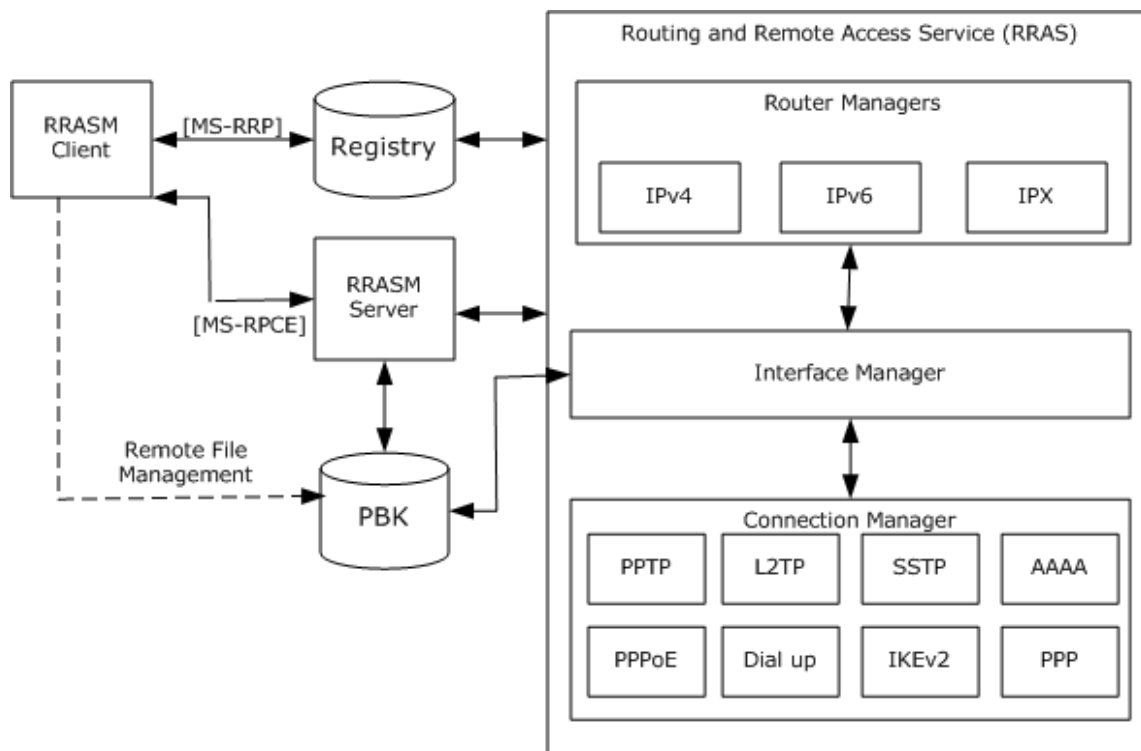 Routing and Remote Access Service (RRAS)
Router Managers
RRASM
Client
[MS-RRP]
Registry
IPv4
IPv6
IPX
RRASM
Server
[MS-RPCE]
Interface Manager
Remote File
Management
PBK
Connection Manager
PPTP
L2TP
SSTP
AAAA
PPPoE
Dial up
IKEv2
PPP